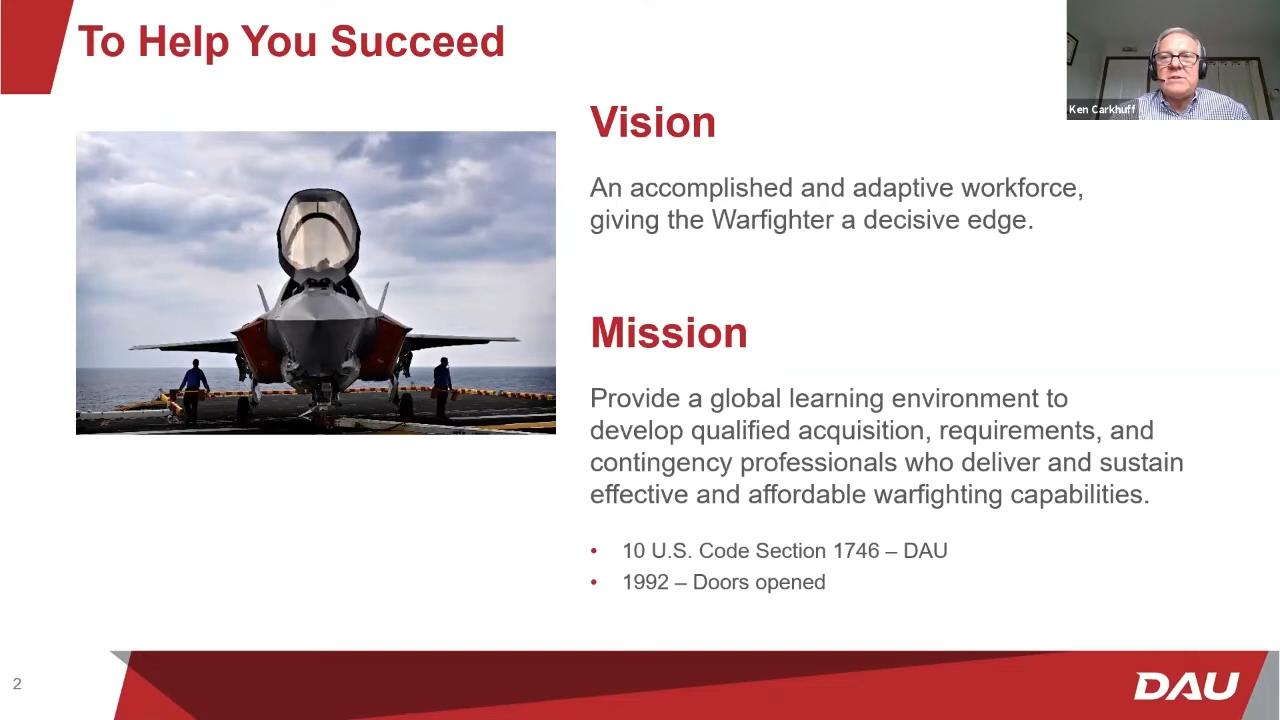 To Help You Succeed
Ken Carkhuff
Vision
An accomplished and adaptive workforce,
giving the Warfighter a decisive edge.
Mission
Provide a global learning environment to
develop qualified acquisition, requirements, and
contingency professionals who deliver and sustain
effective and affordable warfighting capabilities.
• 10 U.S. Code Section 1746 – DAU
• 1992 – Doors opened
2
DAU